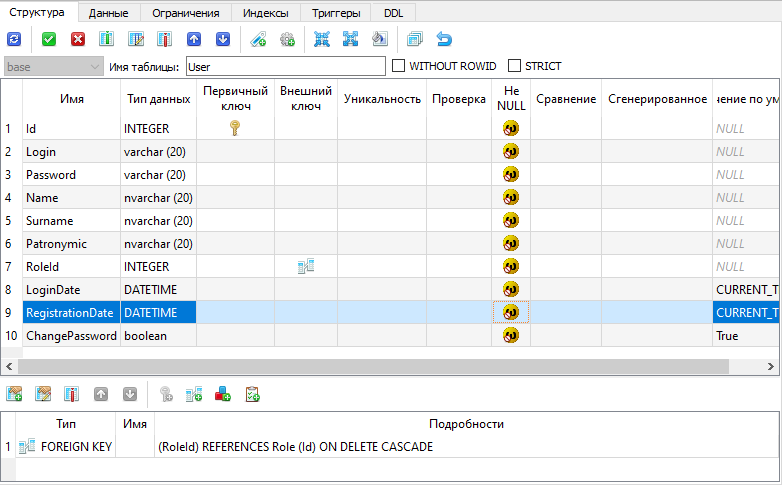 Структура Данные Ограничения Индексы Триггеры DDL
base Имя таблицы: User WITHOUT ROWID STRICT
Имя Тип данных Первичный ключ Внешний ключ Уникальность Проверка Не NULL Сравнение Сгенерированное чение по ум
1 Id INTEGER NULL
2 Login varchar (20) NULL
3 Password varchar (20) NULL
4 Name nvarchar (20) NULL
5 Surname nvarchar (20) NULL
6 Patronymic nvarchar (20) NULL
7 RoleId INTEGER NULL
8 LoginDate DATETIME CURRENT_T
9 RegistrationDate DATETIME CURRENT_T
10 ChangePassword boolean True
Тип Имя Подробности
1 FOREIGN KEY (RoleId) REFERENCES Role (Id) ON DELETE CASCADE